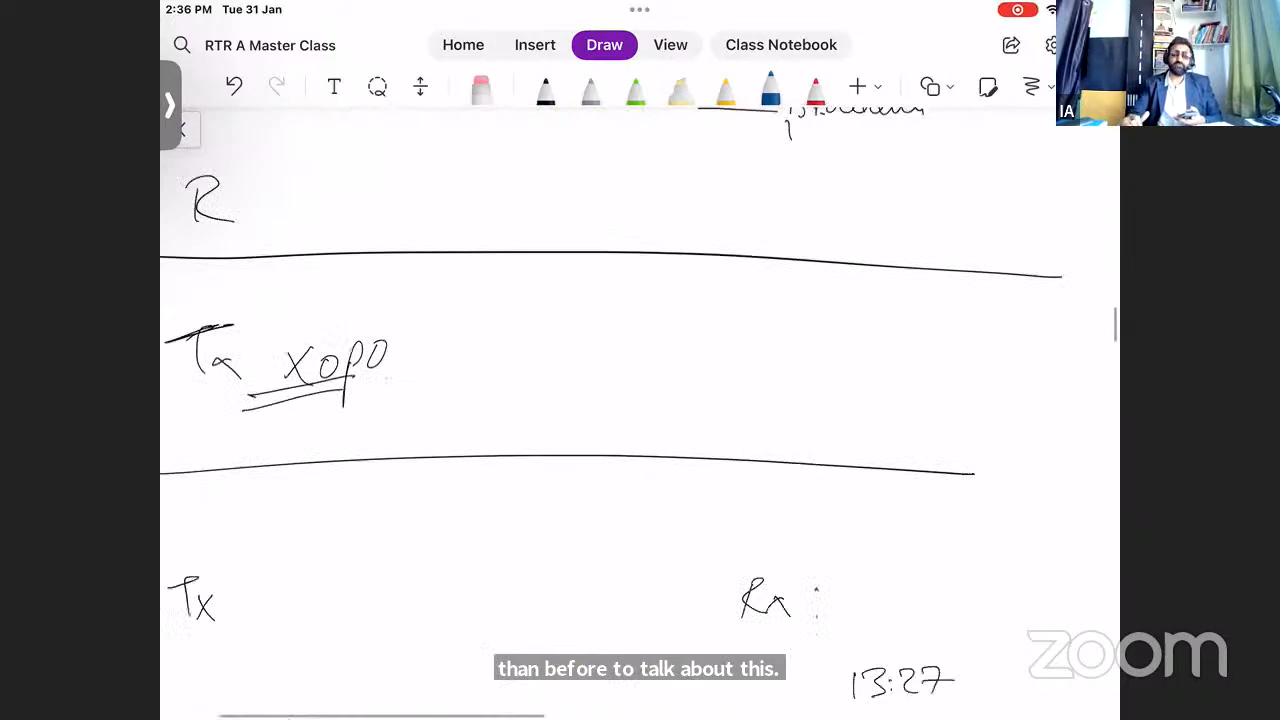 2:36 PM Tue 31 Jan
RTR A Master Class Home Insert Draw View Class Notebook
T
IA
R
Tx xopo
Tx Rx :
than before to talk about this.
13:27
zoom